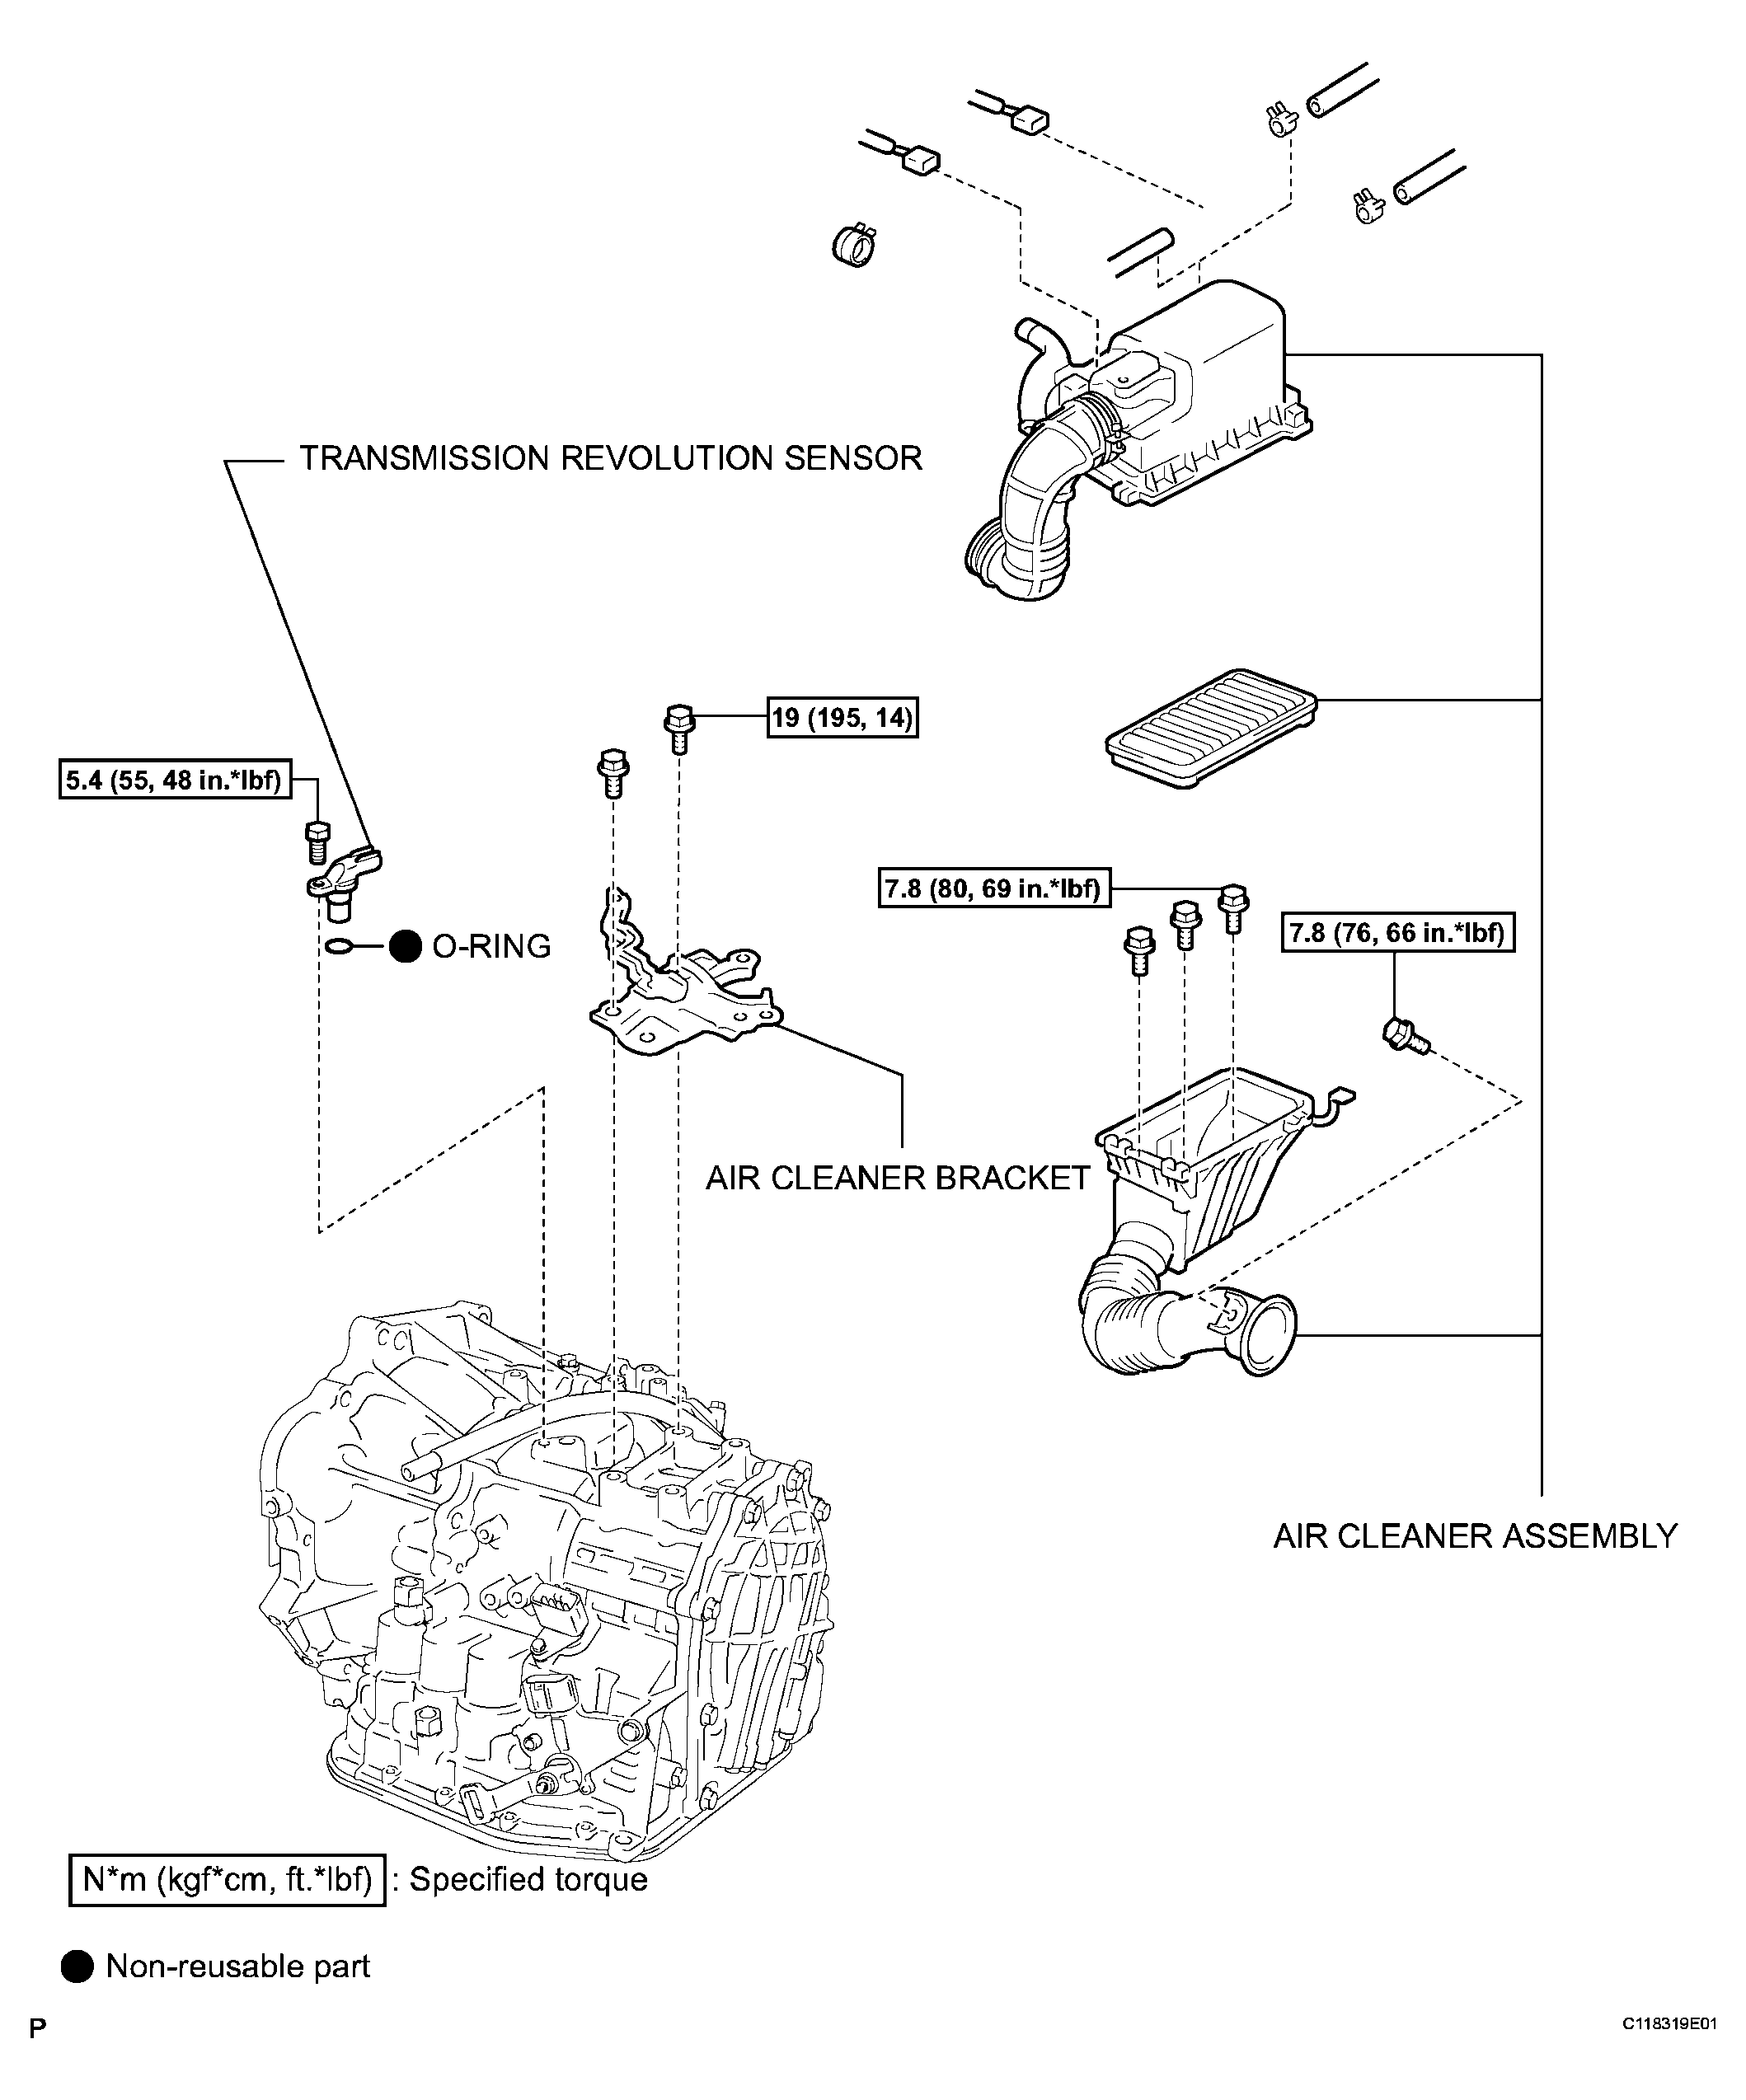 TRANSMISSION REVOLUTION SENSOR
19 (195, 14)
5.4 (55, 48 in.*lbf)
7.8 (80, 69 in.*lbf)
7.8 (76, 66 in.*lbf)
O-RING
AIR CLEANER BRACKET
AIR CLEANER ASSEMBLY
N*m (kgf*cm, ft.*lbf) : Specified torque
Non-reusable part
P
C118319E01